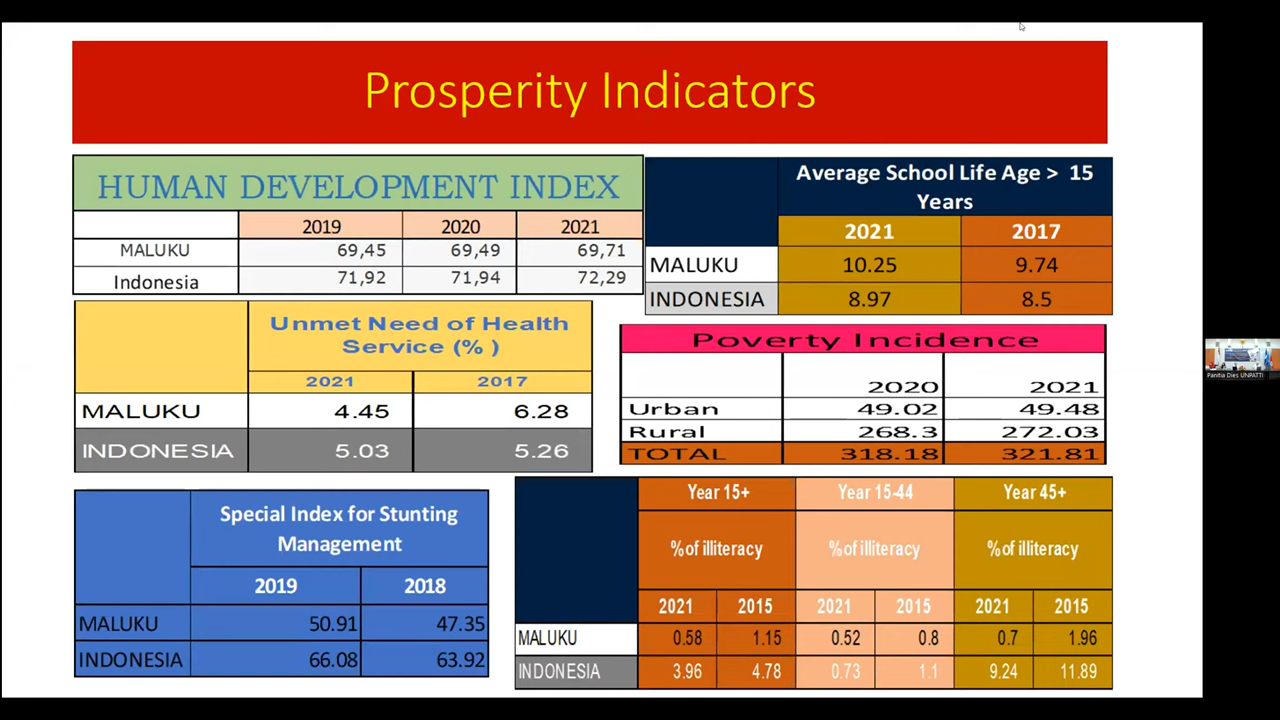 Prosperity Indicators
HUMAN DEVELOPMENT INDEX
2019 2020 2021
MALUKU 69,45 69,49 69,71
Indonesia 71,92 71,94 72,29
Average School Life Age > 15
Years
2021 2017
MALUKU 10.25 9.74
INDONESIA 8.97 8.5
Unmet Need of Health
Service (% )
2021 2017
MALUKU 4.45 6.28
INDONESIA 5.03 5.26
Poverty Incidence
2020 2021
Urban 49.02 49.48
Rural 268.3 272.03
TOTAL 318.18 321.81
Special Index for Stunting
Management
2019 2018
MALUKU 50.91 47.35
INDONESIA 66.08 63.92
Year 15+ Year 15-44 Year 45+
% of illiteracy % of illiteracy % of illiteracy
2021 2015 2021 2015 2021 2015
MALUKU 0.58 1.15 0.52 0.8 0.7 1.96
INDONESIA 3.96 4.78 0.73 1.1 9.24 11.89
Panitia Dies UNPATTI